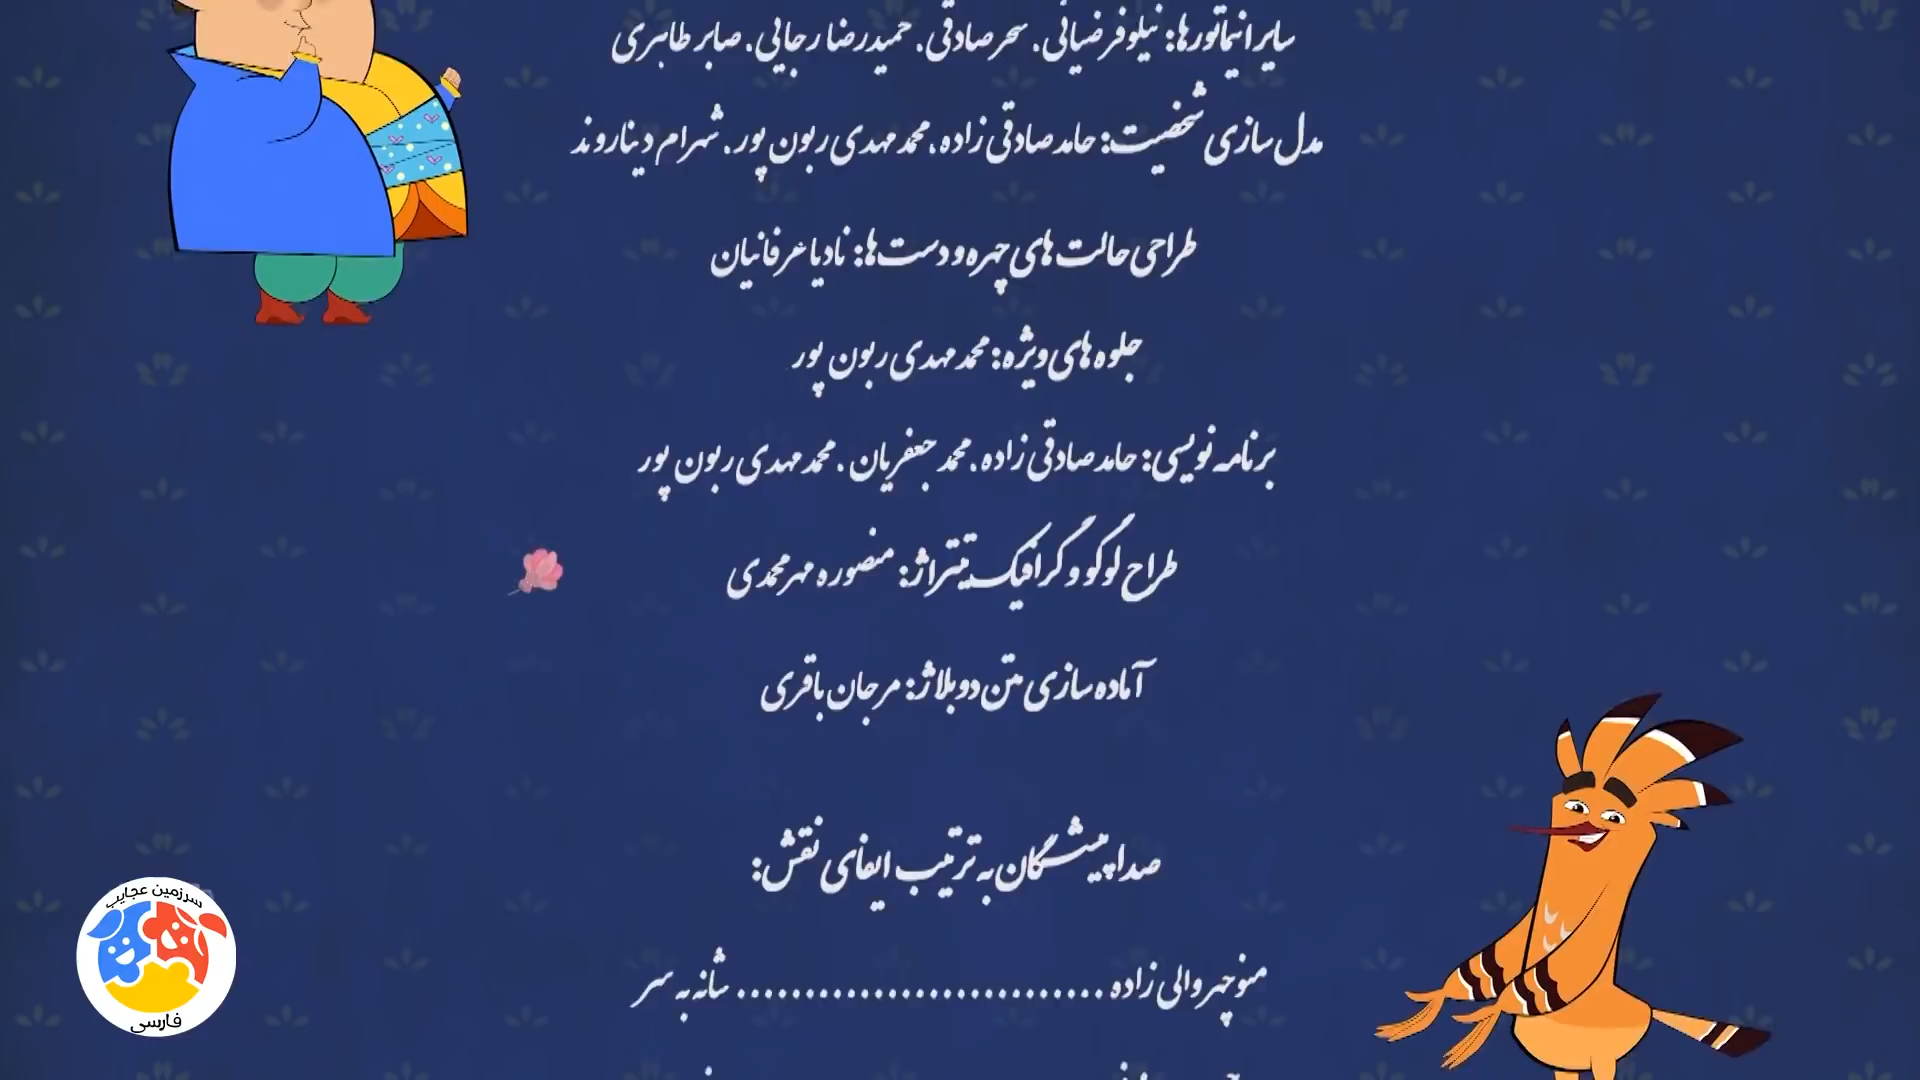 سایر انیماتورها: نیلوفر ضیائی، سحر صادقی، حمیدرضا رجایی، صابر طاهری
مدل سازی شخصیت: حامد صادقی زاده، محمد مهدی ربون پور، شهرام دیناروند
طراحی حالت های چهره و دست ها: نادیا عرفانیان
جلوه های ویژه: محمد مهدی ربون پور
برنامه نویسی: حامد صادقی زاده، محمد جعفریان، محمد مهدی ربون پور
طراح لوگو و گرافیک تیتراژ: منصوره مهرمحمدی
آماده سازی متن دوبلاژ: مرجان باقری
صداپیشگان به ترتیب ایفای نقش:
منوچهر والی زاده ........................... شانه به سر
سرزمین عجایب
فارسی